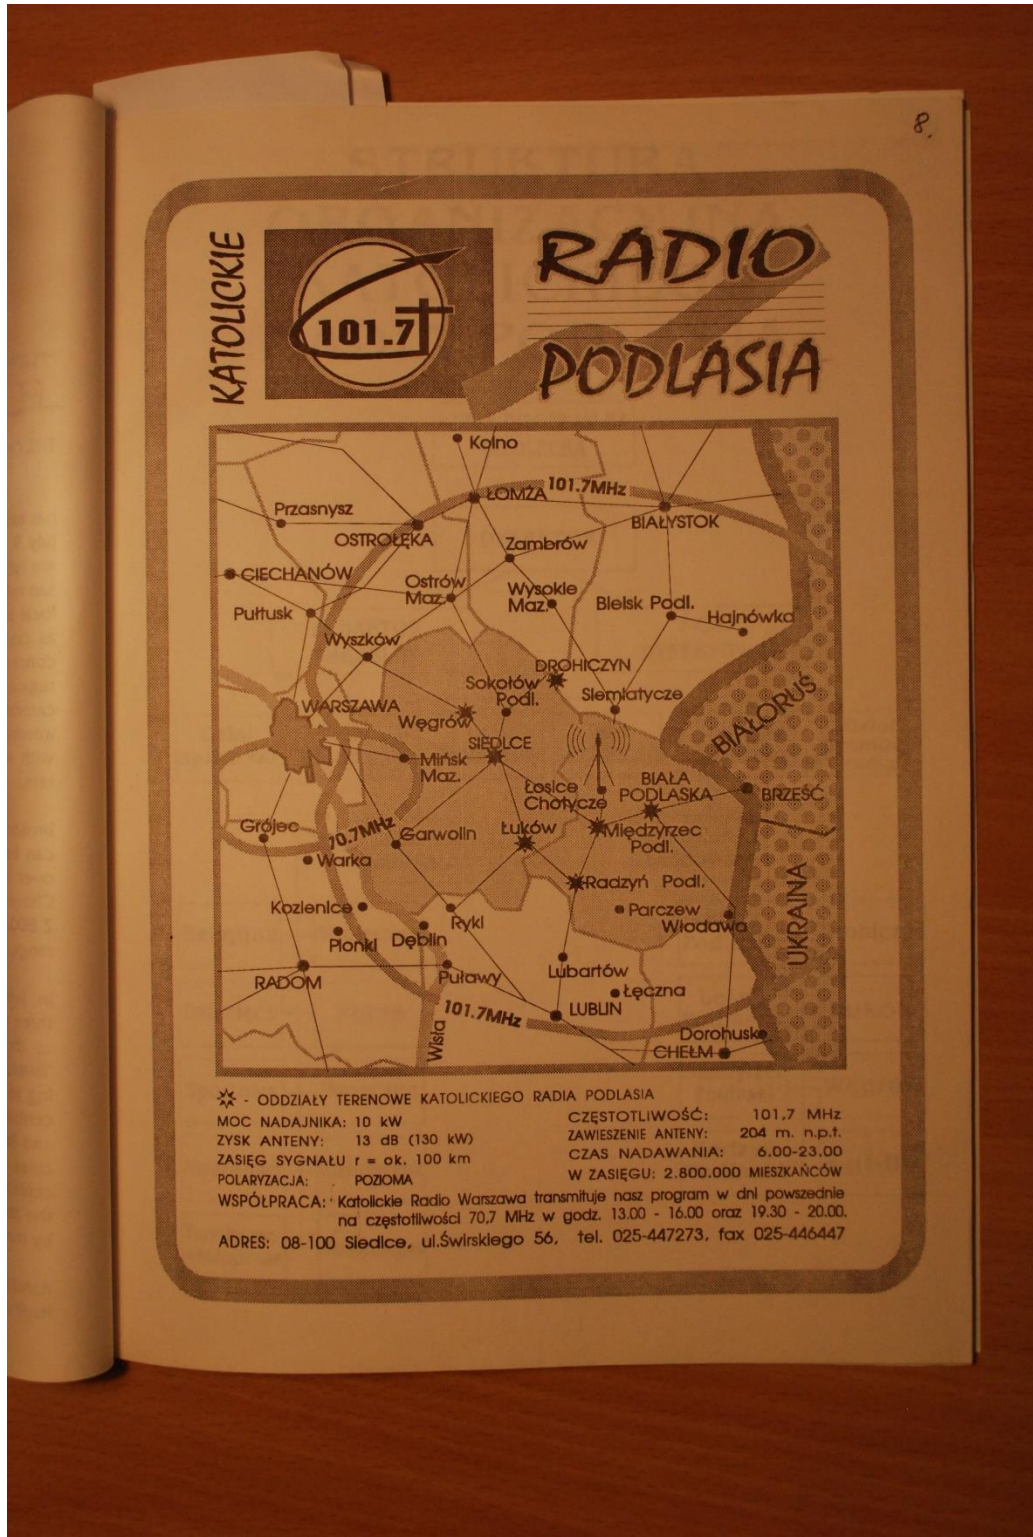 8.
KATOLICKIE
101.7
RADIO
PODLASIA
Kolno
ŁOMŻA
101.7MHz
Przasnysz
OSTROŁĘKA
BIAŁYSTOK
Zambrów
CIECHANÓW
Ostrów
Maz.
Wysokie
Maz.
Bielsk Podl.
Hajnówka
Pułtusk
Wyszków
DROHICZYN
Sokołów
Podl.
Siemiatycze
WARSZAWA
Węgrów
SIEDLCE
BIAŁORUŚ
Mińsk
Maz.
Łosice
Chotycze
BIAŁA
PODLASKA
BRZEŚĆ
Grójec
70.7MHz
Garwolin
Łuków
Międzyrzec
Podl.
Warka
Radzyń Podl.
Kozienice
Ryki
Parczew
Włodawa
UKRAINA
Pionki
Dęblin
RADOM
Puławy
Lubartów
Łęczna
101.7MHz
LUBLIN
Wisła
Dorohusk
CHEŁM
- ODDZIAŁY TERENOWE KATOLICKIEGO RADIA PODLASIA
MOC NADAJNIKA: 10 kW
ZYSK ANTENY: 13 dB (130 kW)
ZASIĘG SYGNAŁU r = ok. 100 km
POLARYZACJA: POZIOMA
CZĘSTOTLIWOŚĆ: 101,7 MHz
ZAWIESZENIE ANTENY: 204 m. n.p.t.
CZAS NADAWANIA: 6.00-23.00
W ZASIĘGU: 2.800.000 MIESZKAŃCÓW
WSPÓŁPRACA: Katolickie Radio Warszawa transmituje nasz program w dni powszednie
na częstotliwości 70,7 MHz w godz. 13.00 - 16.00 oraz 19.30 - 20.00.
ADRES: 08-100 Siedlce, ul.Świrskiego 56, tel. 025-447273, fax 025-446447